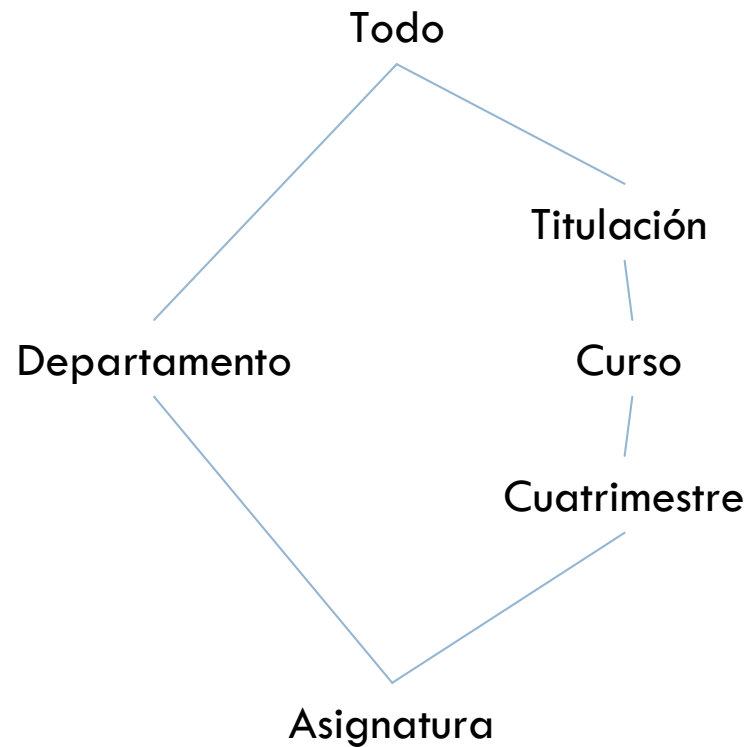 Todo
Titulación
Departamento
Curso
Cuatrimestre
Asignatura